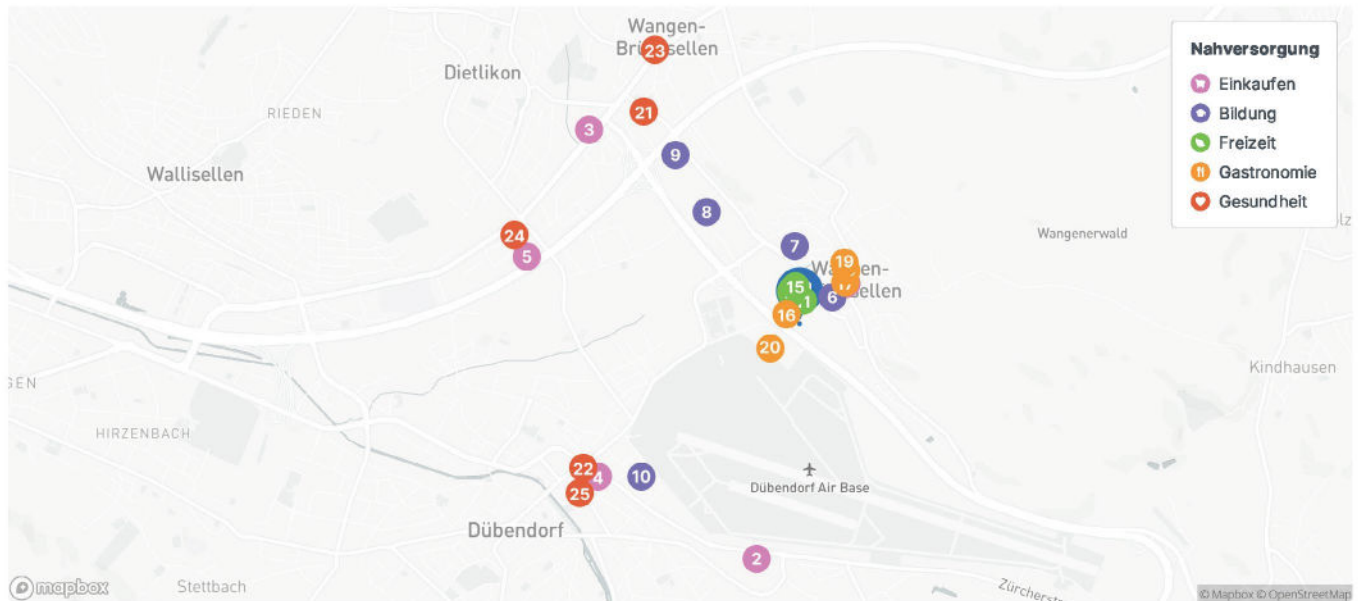 Wangen-
Brüttisellen
23
Dietlikon
21
RIEDEN
3
9
Wallisellen
8
24
5
7
19
Wangen-
15
6
16
20
Wangenerwald
Kindhausen
HIRZENBACH
22
4
25
10
Dübendorf Air Base
Dübendorf
2
Stettbach
mapbox
© Mapbox © OpenStreetMap
Nahversorgung
Einkaufen
Bildung
Freizeit
Gastronomie
Gesundheit